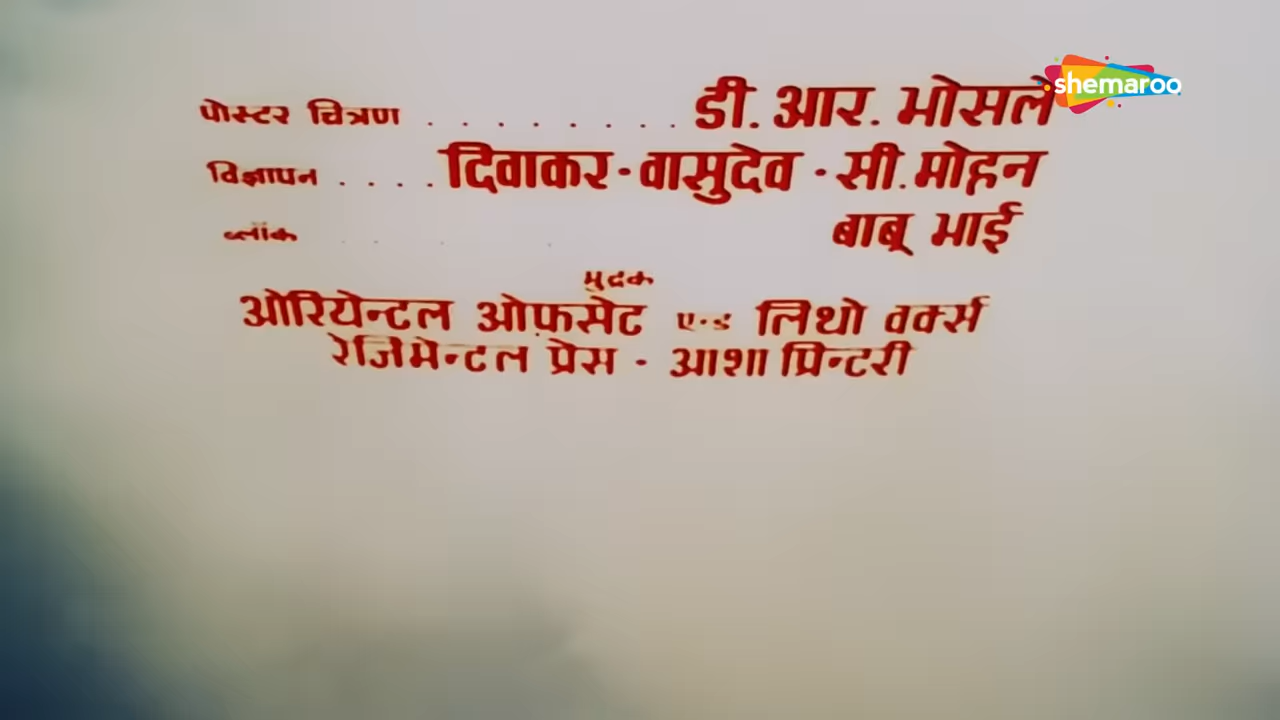 shemaroo
पोस्टर चित्रण . . . . . . . . डी. आर. भोसले
विज्ञापन . . . . दिवाकर • वासुदेव • सी. मोहन
ब्लॉक . . . . बाबू भाई
मुद्रक
ओरियेन्टल ओफ़सेट एन्ड लिथो वर्क्स
रेजिमेन्टल प्रेस • आशा प्रिन्टरी